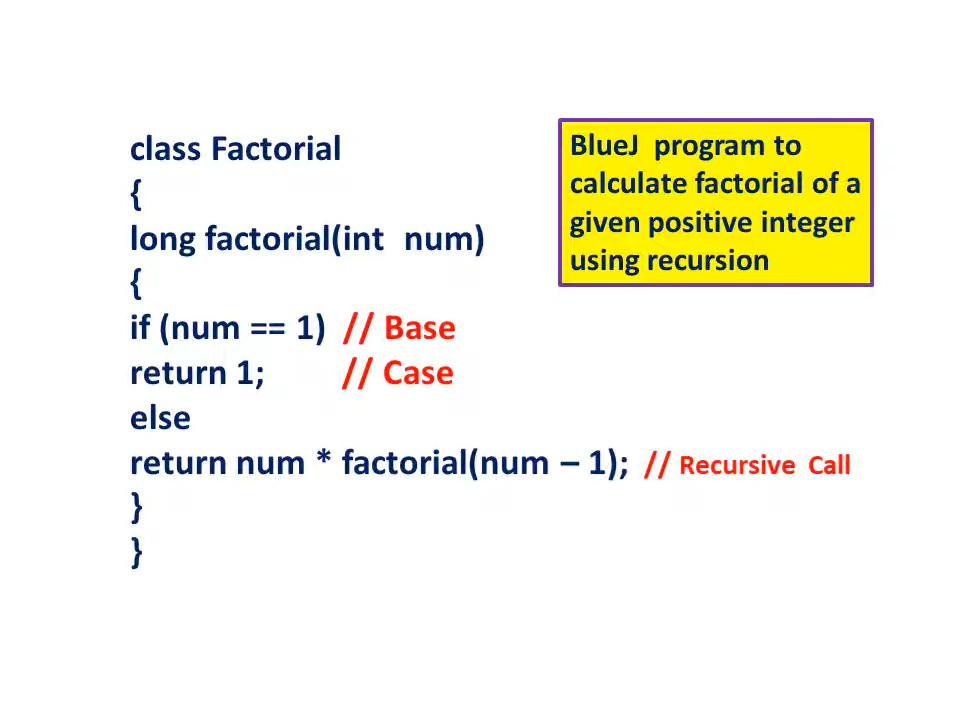 class Factorial
{
long factorial(int  num)
{
if (num == 1)  // Base
return 1;  // Case
else
return num * factorial(num – 1);  // Recursive  Call
}
}
BlueJ  program to
calculate factorial of a
given positive integer
using recursion